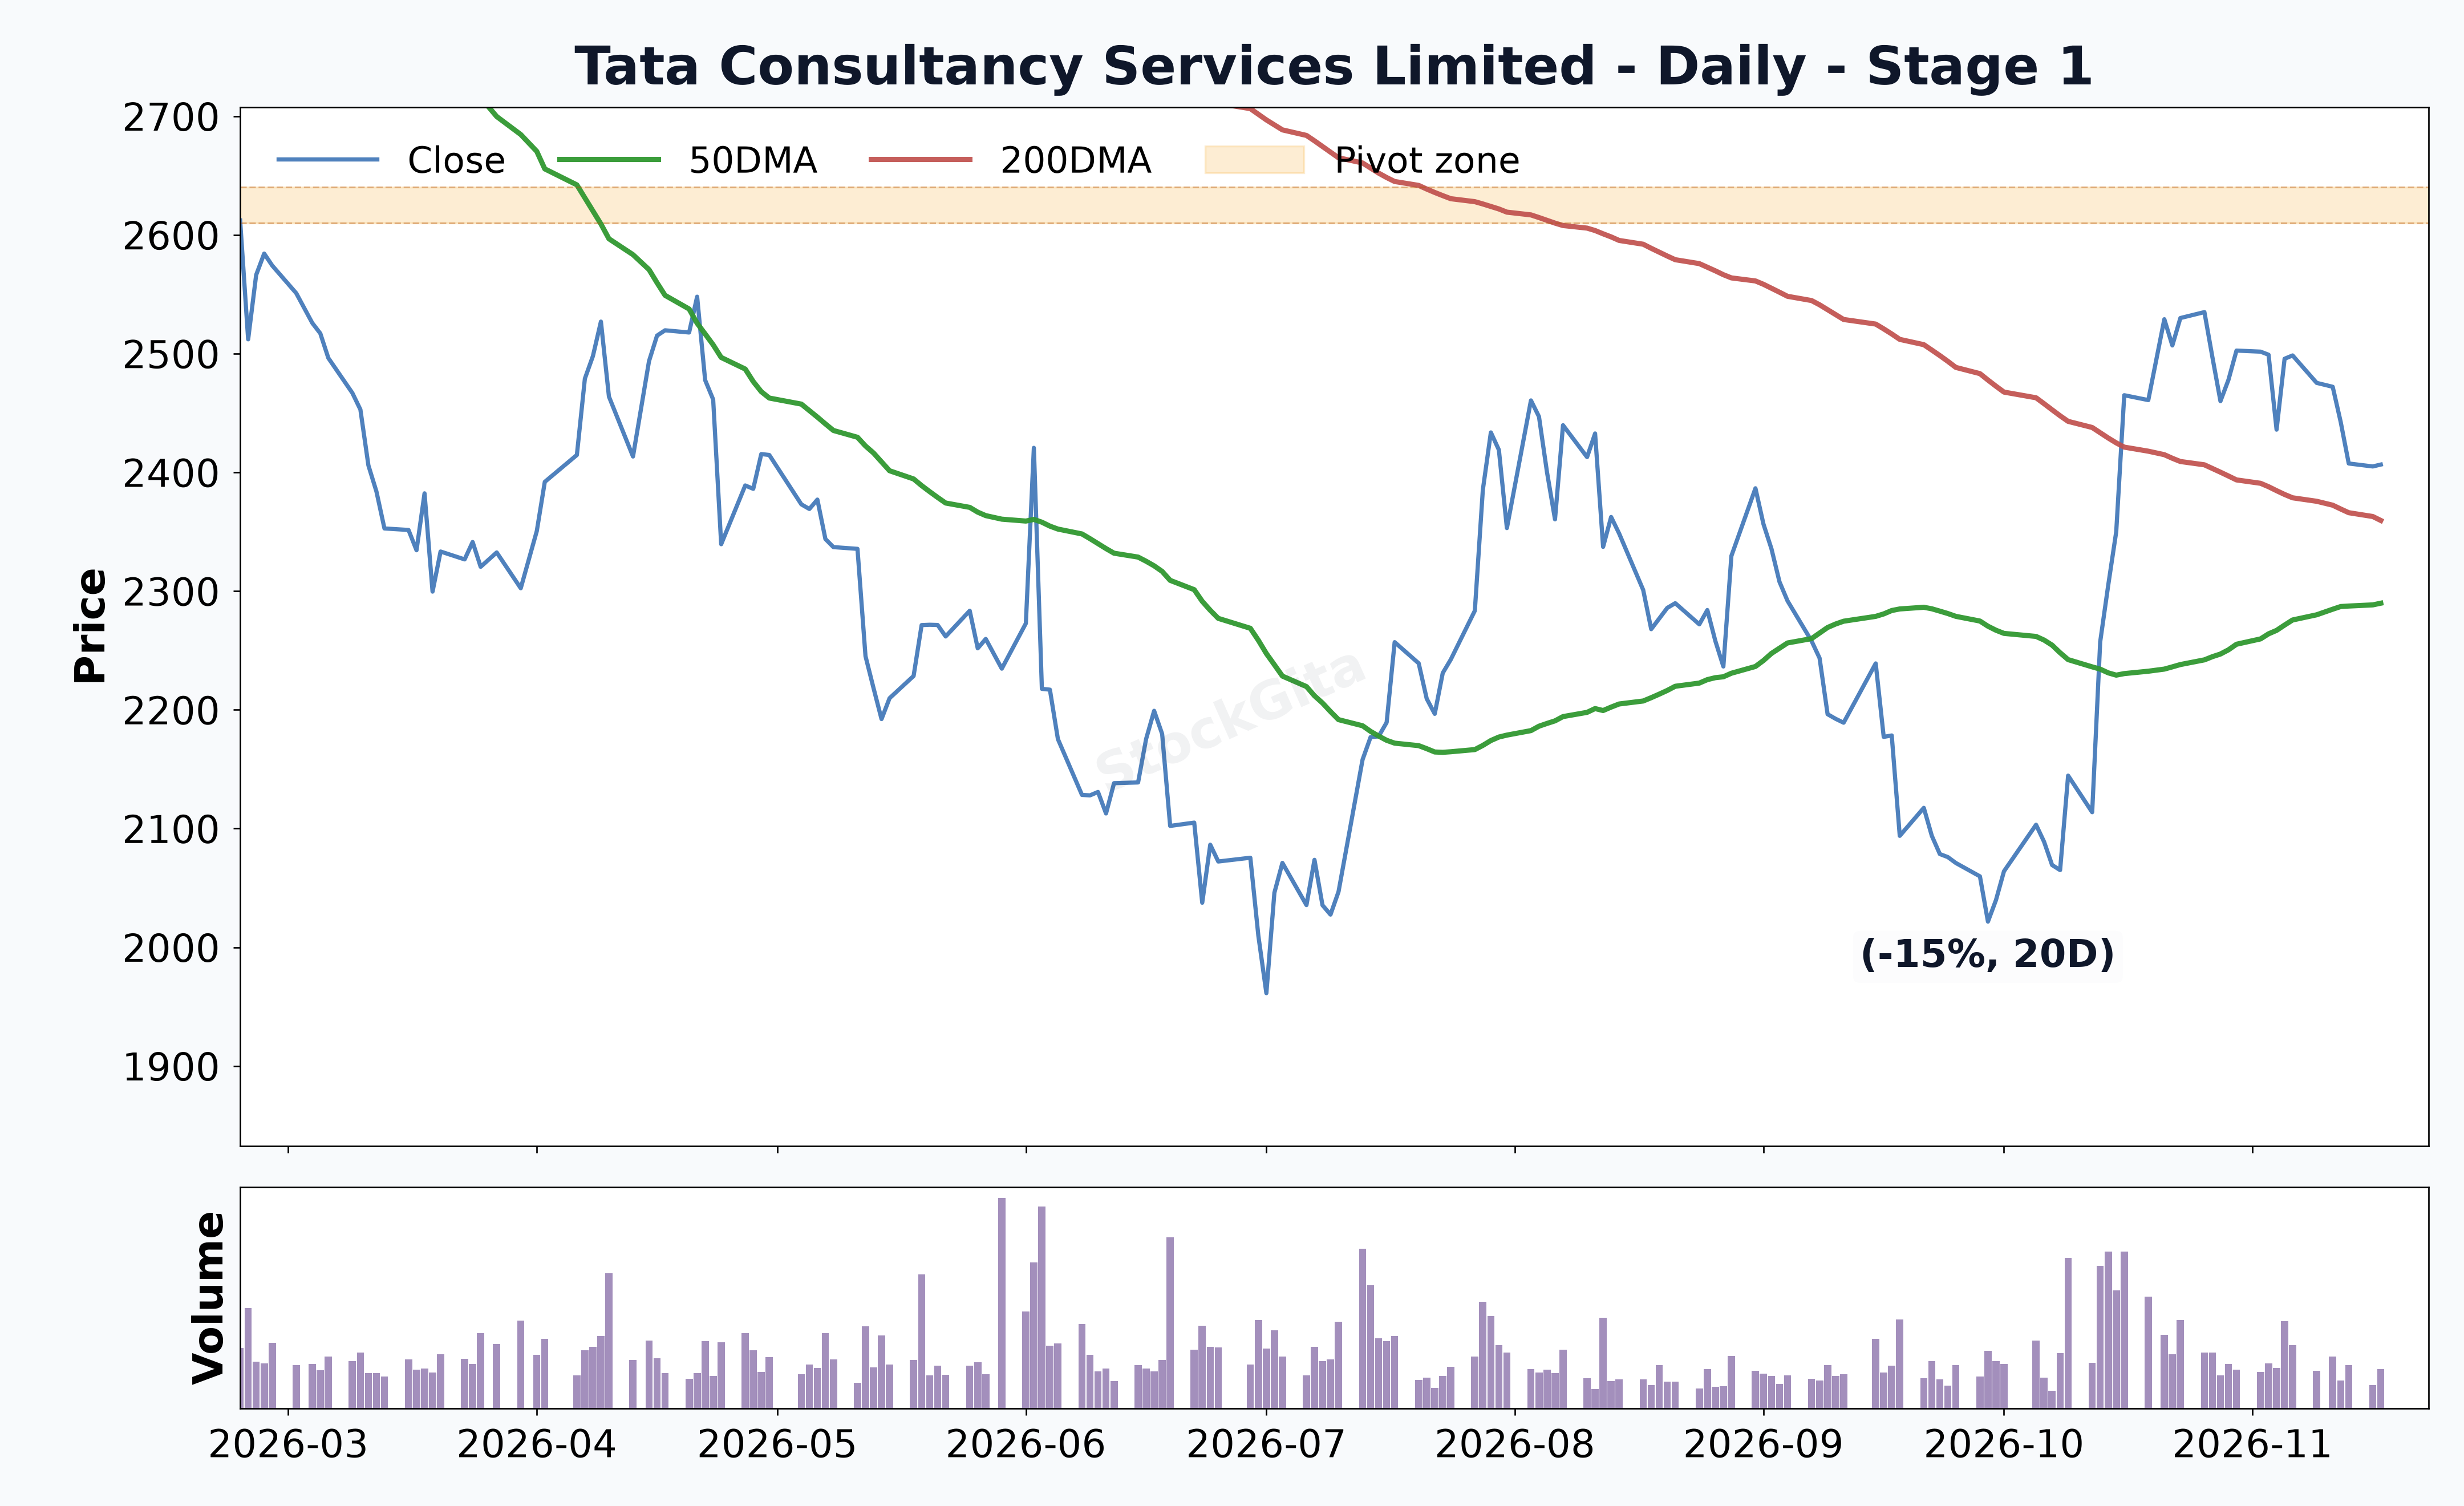 Tata Consultancy Services Limited - Daily - Stage 1
Close 50DMA 200DMA Pivot zone
Price
2700
2600
2500
2400
2300
2200
2100
2000
1900
StockGita
(-15%, 20D)
Volume
2026-03 2026-04 2026-05 2026-06 2026-07 2026-08 2026-09 2026-10 2026-11